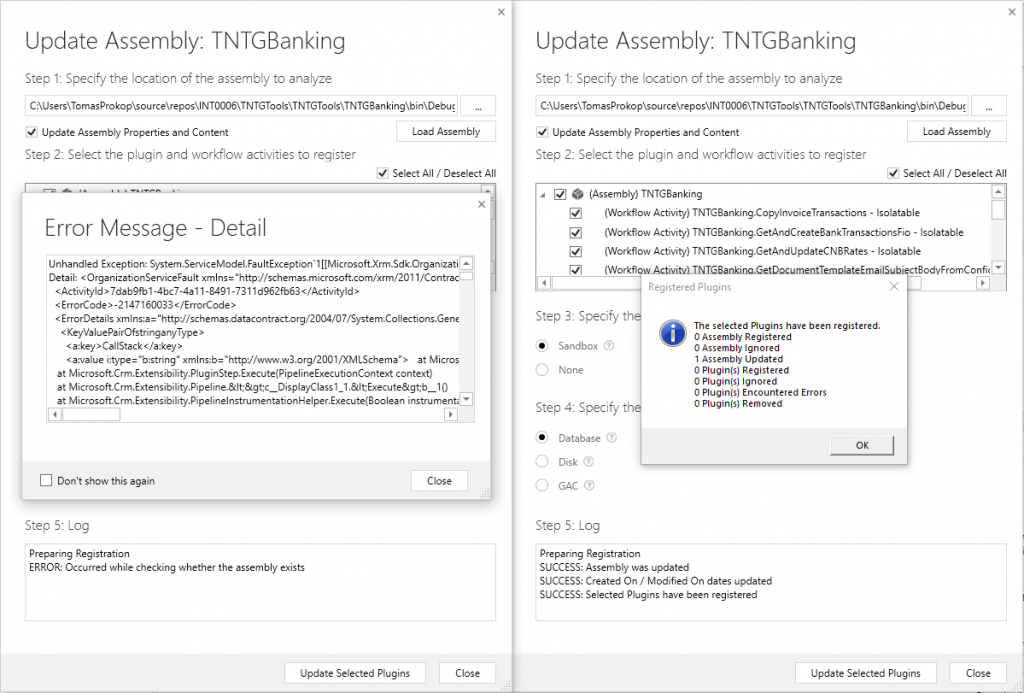 Update Assembly: TNTGBanking
Step 1: Specify the location of the assembly to analyze
C:\Users\TomasProkop\source\repos\INT0006\TNTGTools\TNTGTools\TNTGBanking\bin\Debug
...
Update Assembly Properties and Content
Load Assembly
Step 2: Select the plugin and workflow activities to register
Select All / Deselect All
Error Message - Detail
Unhandled Exception: System.ServiceModel.FaultException`1[[Microsoft.Xrm.Sdk.Organizati
Detail: <OrganizationServiceFault xmlns="http://schemas.microsoft.com/xrm/2011/Contrac
<ActivityId>7dab9fb1-4bc7-4a11-8491-7311d962fb63</ActivityId>
<ErrorCode>-2147160033</ErrorCode>
<ErrorDetails xmlns:a="http://schemas.datacontract.org/2004/07/System.Collections.Gene
<KeyValuePairOfstringanyType>
<a:key>CallStack</a:key>
<a:value i:type="b:string" xmlns:b="http://www.w3.org/2001/XMLSchema">   at Micros
at Microsoft.Crm.Extensibility.PluginStep.Execute(PipelineExecutionContext context)
at Microsoft.Crm.Extensibility.Pipeline.&lt;&gt;c__DisplayClass1_1.&lt;Execute&gt;b__1()
at Microsoft.Crm.Extensibility.PipelineInstrumentationHelper.Execute(Boolean instrumenta
Don't show this again
Close
Step 5: Log
Preparing Registration
ERROR: Occurred while checking whether the assembly exists
Update Selected Plugins
Close
Update Assembly: TNTGBanking
Step 1: Specify the location of the assembly to analyze
C:\Users\TomasProkop\source\repos\INT0006\TNTGTools\TNTGTools\TNTGBanking\bin\Debug
...
Update Assembly Properties and Content
Load Assembly
Step 2: Select the plugin and workflow activities to register
Select All / Deselect All
(Assembly) TNTGBanking
(Workflow Activity) TNTGBanking.CopyInvoiceTransactions - Isolatable
(Workflow Activity) TNTGBanking.GetAndCreateBankTransactionsFio - Isolatable
(Workflow Activity) TNTGBanking.GetAndUpdateCNBRates - Isolatable
(Workflow Activity) TNTGBanking.GetDocumentTemplateEmailSubjectBodyFromConfig
Step 3: Specify the
Sandbox
None
Step 4: Specify the
Database
Disk
GAC
Registered Plugins
The selected Plugins have been registered.
0 Assembly Registered
0 Assembly Ignored
1 Assembly Updated
0 Plugin(s) Registered
0 Plugin(s) Ignored
0 Plugin(s) Encountered Errors
0 Plugin(s) Removed
OK
Step 5: Log
Preparing Registration
SUCCESS: Assembly was updated
SUCCESS: Created On / Modified On dates updated
SUCCESS: Selected Plugins have been registered
Update Selected Plugins
Close